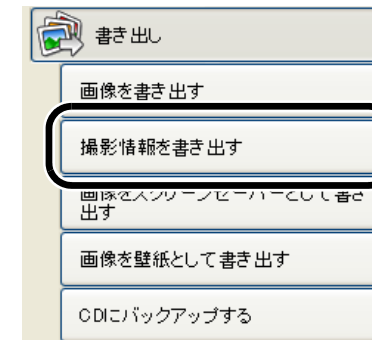 書き出し
画像を書き出す
撮影情報を書き出す
画像をスクリーンセーバーとして書き
出す
画像を壁紙として書き出す
CDにバックアップする